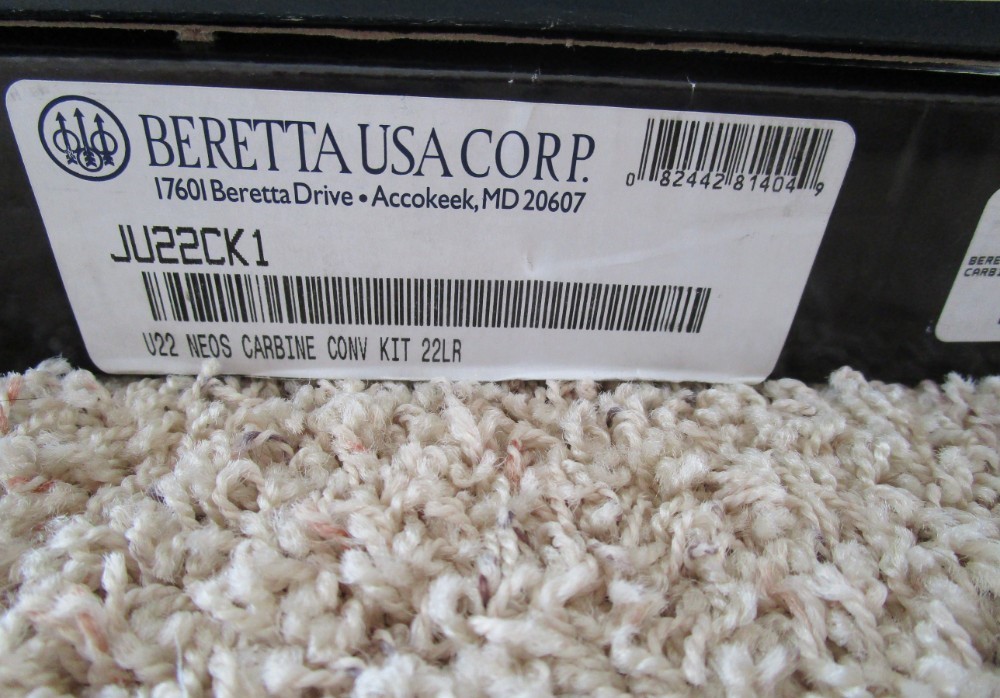 BERETTA USA CORP.
17601 Beretta Drive • Accokeek, MD 20607
0 82442 81404 9
JU22CK1
U22 NEOS CARBINE CONV KIT 22LR